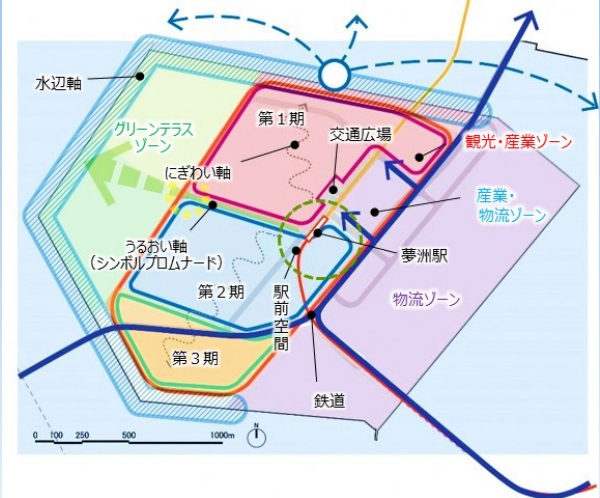 水辺軸
グリーンテラス
ゾーン
にぎわい軸
第1期
交通広場
観光・産業ゾーン
産業・
物流ゾーン
うるおい軸
(シンボルプロムナード)
第2期
駅前空間
夢洲駅
物流ゾーン
第3期
鉄道
0 100 250 500 1000m
N